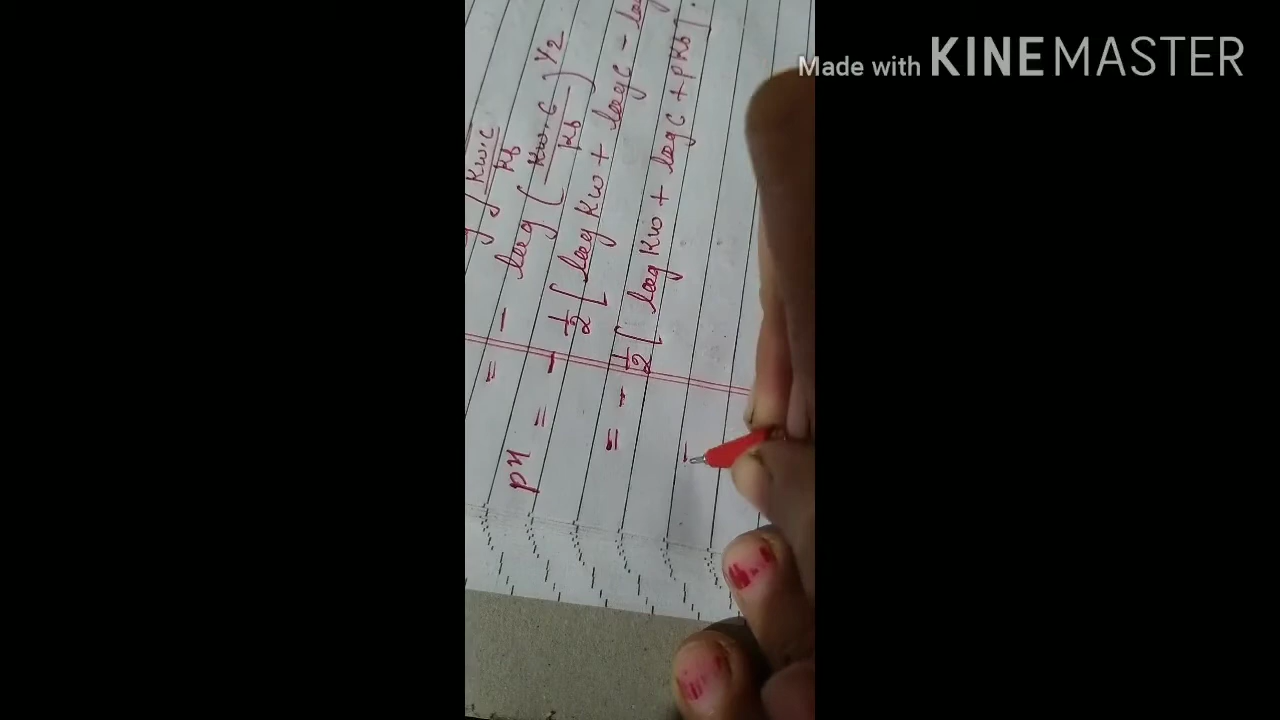 Made with KINEMASTER
Kw.C
Kb
= - log ( Kw.C / Kb ) 1/2
pH = - 1/2 [ log Kw + log C -
= - 1/2 [ log Kw + log C + pKb ].